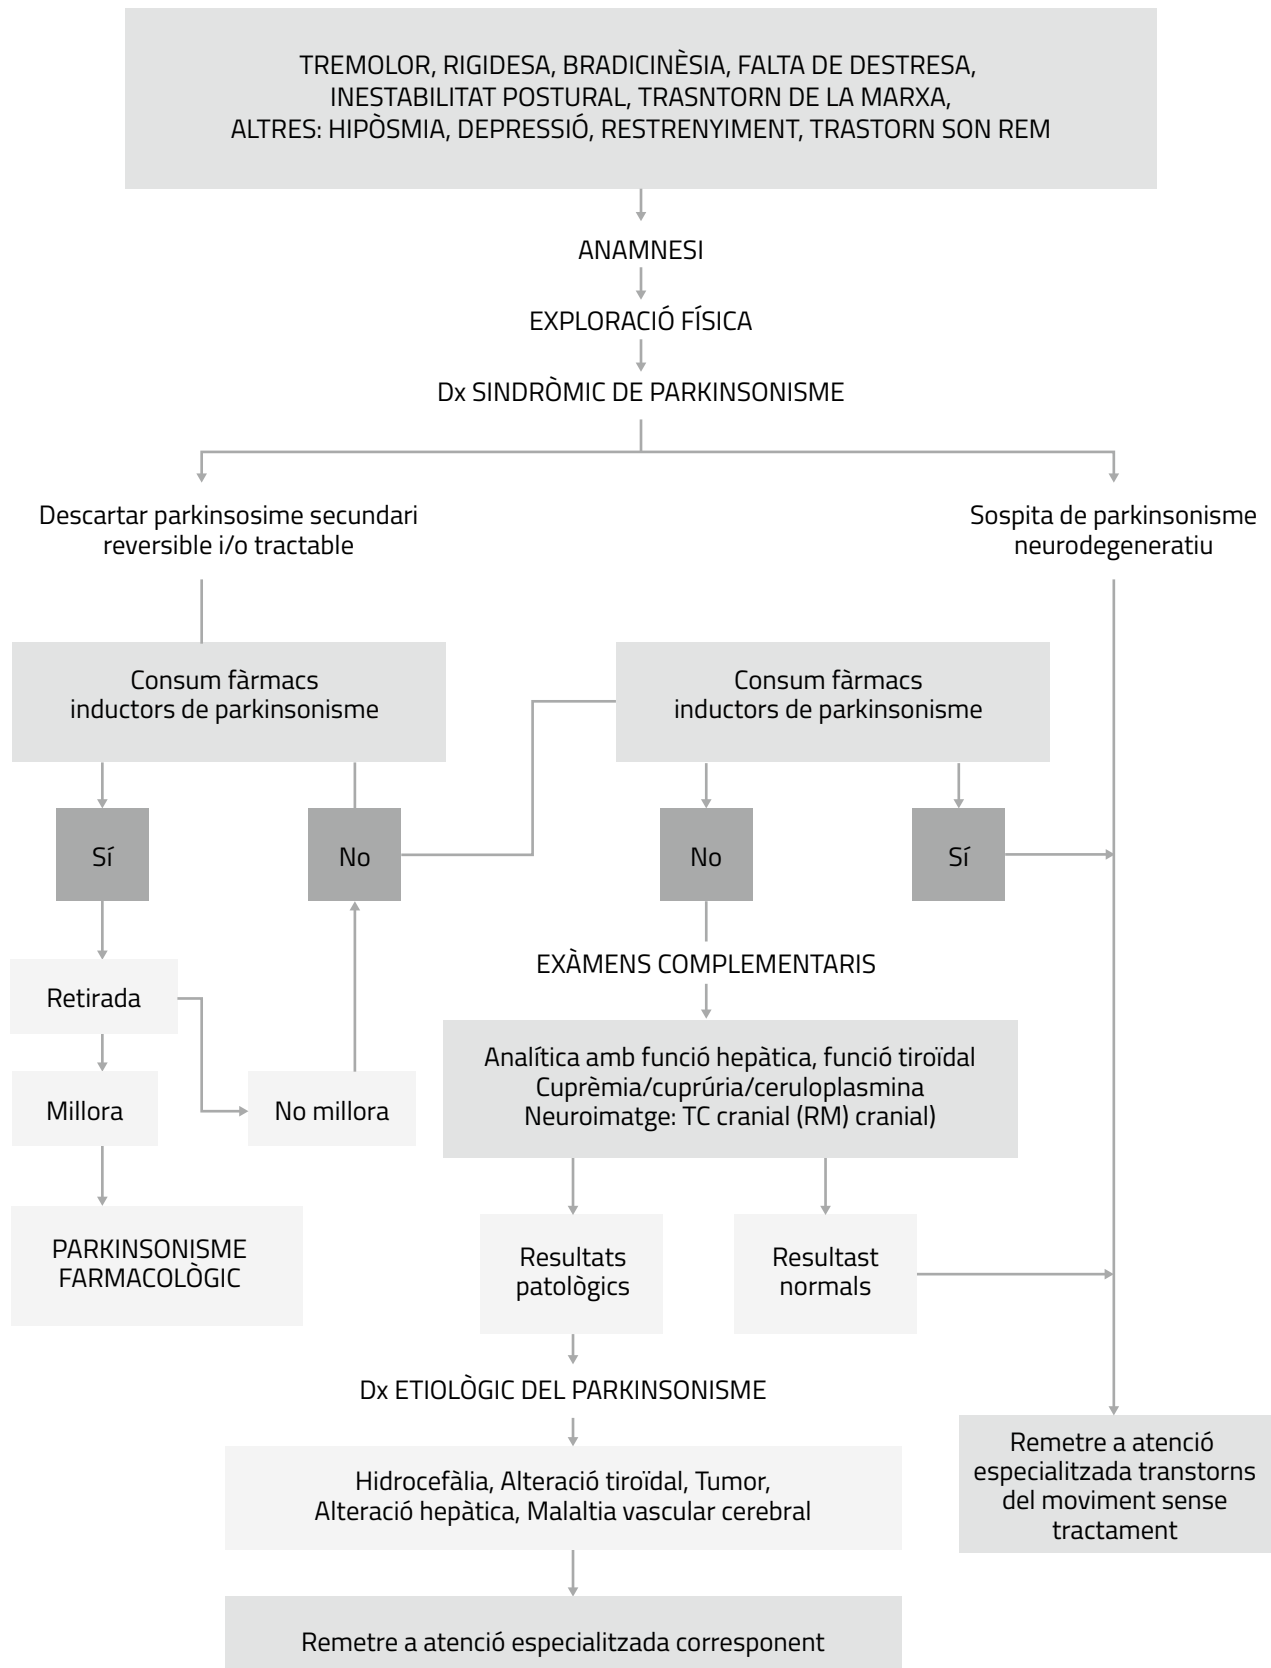 TREMOLOR, RIGIDESA, BRADICINÈSIA, FALTA DE DESTRESA,
INESTABILITAT POSTURAL, TRASNTORN DE LA MARXA,
ALTRES: HIPÒSMIA, DEPRESSIÓ, RESTRENYIMENT, TRASTORN SON REM
ANAMNESI
EXPLORACIÓ FÍSICA
Dx SINDRÒMIC DE PARKINSONISME
Descartar parkinsosime secundari
reversible i/o tractable
Sospita de parkinsonisme
neurodegeneratiu
Consum fàrmacs
inductors de parkinsonisme
Consum fàrmacs
inductors de parkinsonisme
Sí
No
No
Sí
EXÀMENS COMPLEMENTARIS
Retirada
Analítica amb funció hepàtica, funció tiroïdal
Cuprèmia/cuprúria/ceruloplasmina
Neuroimatge: TC cranial (RM) cranial)
Millora
No millora
PARKINSONISME
FARMACOLÒGIC
Resultats
patològics
Resultast
normals
Dx ETIOLÒGIC DEL PARKINSONISME
Remetre a atenció
especialitzada transtorns
del moviment sense
tractament
Hidrocefàlia, Alteració tiroïdal, Tumor,
Alteració hepàtica, Malaltia vascular cerebral
Remetre a atenció especialitzada corresponent